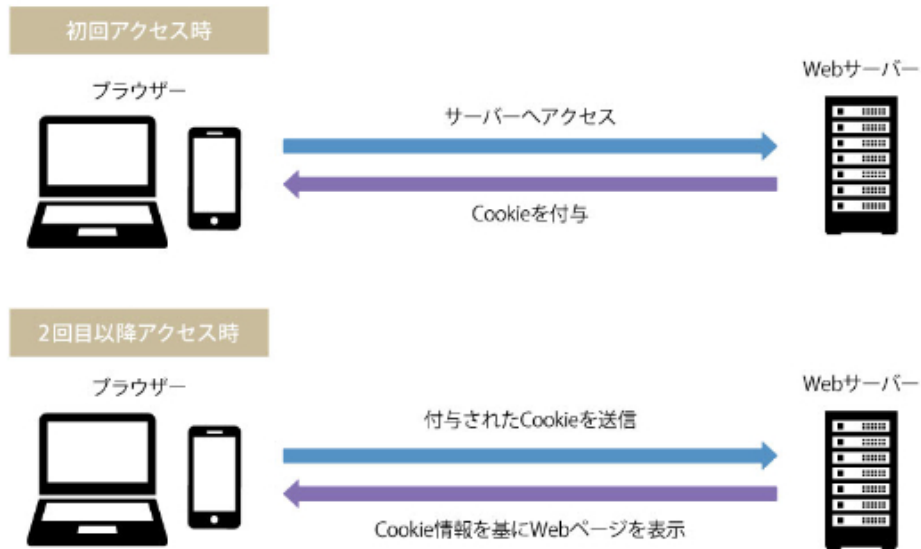 初回アクセス時
ブラウザー
Webサーバー
サーバーへアクセス
Cookieを付与
2回目以降アクセス時
ブラウザー
Webサーバー
付与されたCookieを送信
Cookie情報を基にWebページを表示